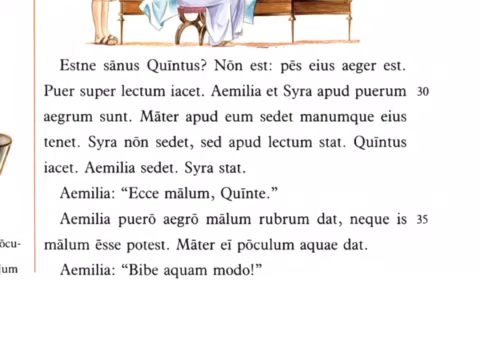 Estne sānus Quīntus? Nōn est: pēs eius aeger est.
Puer super lectum iacet. Aemilia et Syra apud puerum 30
aegrum sunt. Māter apud eum sedet manumque eius
tenet. Syra nōn sedet, sed apud lectum stat. Quīntus
iacet. Aemilia sedet. Syra stat.
Aemilia: “Ecce mālum, Quīnte.”
Aemilia puerō aegrō mālum rubrum dat, neque is 35
mālum ēsse potest. Māter eī pōculum aquae dat.
Aemilia: “Bibe aquam modo!”
pōcu-